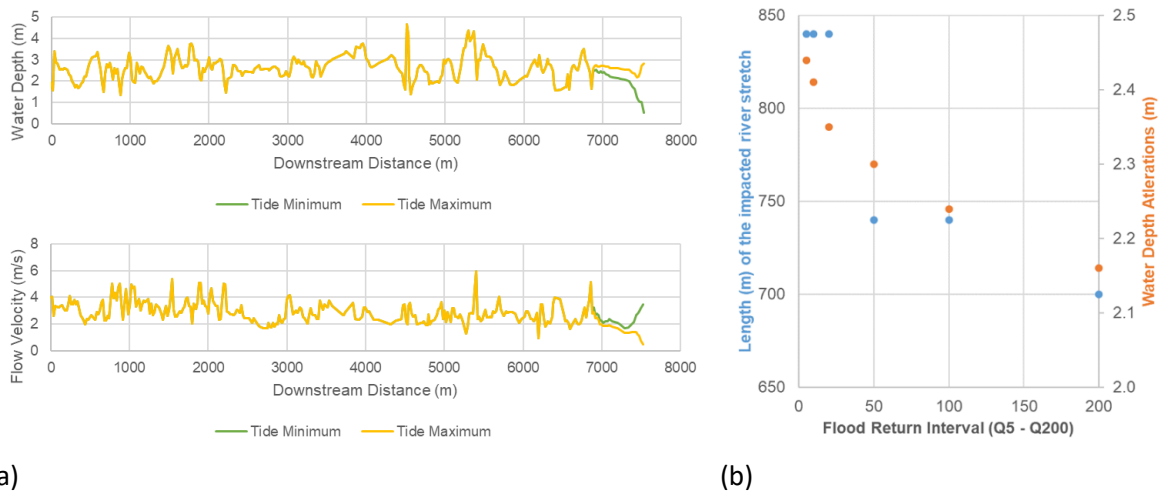 5
4
3
2
1
0
Water Depth (m)
0 1000 2000 3000 4000 5000 6000 7000 8000
Downstream Distance (m)
Tide Minimum Tide Maximum
8
6
4
2
0
Flow Velocity (m/s)
0 1000 2000 3000 4000 5000 6000 7000 8000
Downstream Distance (m)
Tide Minimum Tide Maximum
a)
850
800
750
700
650
Length (m) of the impacted river stretch
2.5
2.4
2.3
2.2
2.1
2.0
Water Depth Atlerations (m)
0 50 100 150 200
Flood Return Interval (Q5 - Q200)
(b)